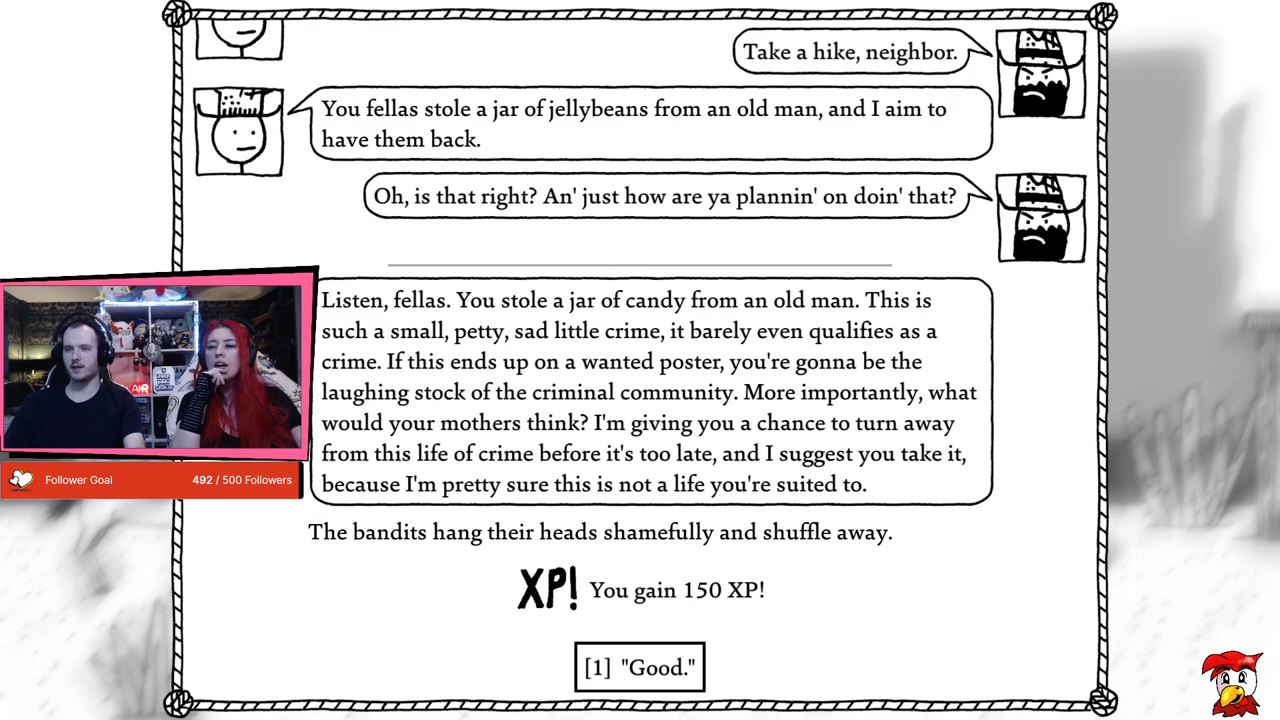 Take a hike, neighbor.
You fellas stole a jar of jellybeans from an old man, and I aim to
have them back.
Oh, is that right? An' just how are ya plannin' on doin' that?
Listen, fellas. You stole a jar of candy from an old man. This is
such a small, petty, sad little crime, it barely even qualifies as a
crime. If this ends up on a wanted poster, you're gonna be the
laughing stock of the criminal community. More importantly, what
would your mothers think? I'm giving you a chance to turn away
from this life of crime before it's too late, and I suggest you take it,
because I'm pretty sure this is not a life you're suited to.
Follower Goal 492 / 500 Followers
The bandits hang their heads shamefully and shuffle away.
XP! You gain 150 XP!
[1] "Good."